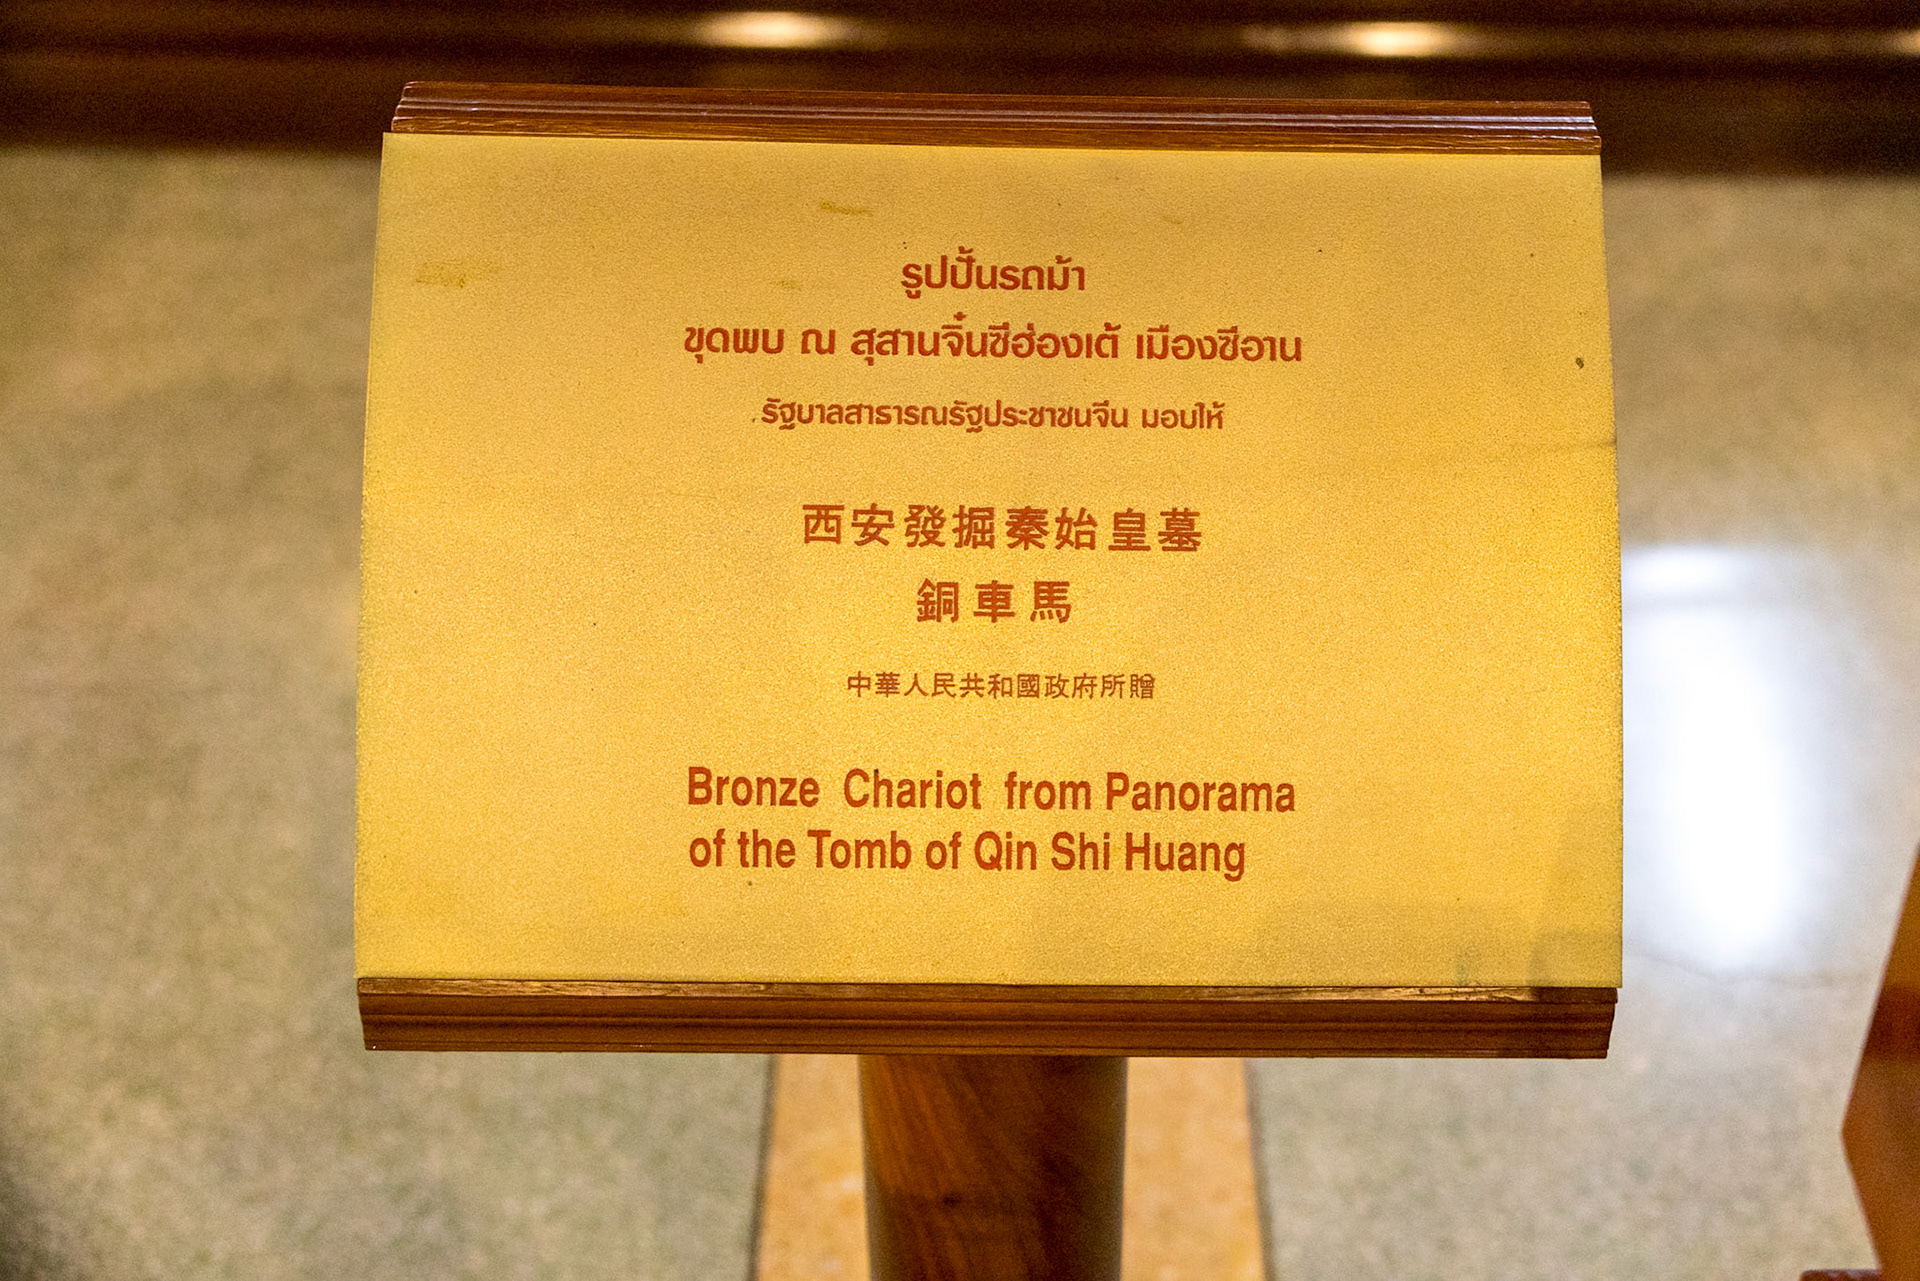 รูปปั้นรถม้า
ขุดพบ ณ สุสานจิ๋นซีฮ่องเต้ เมืองซีอาน
รัฐบาลสาธารณรัฐประชาชนจีน มอบให้
西安發掘秦始皇墓
銅車馬
中華人民共和國政府所贈
Bronze Chariot from Panorama
of the Tomb of Qin Shi Huang